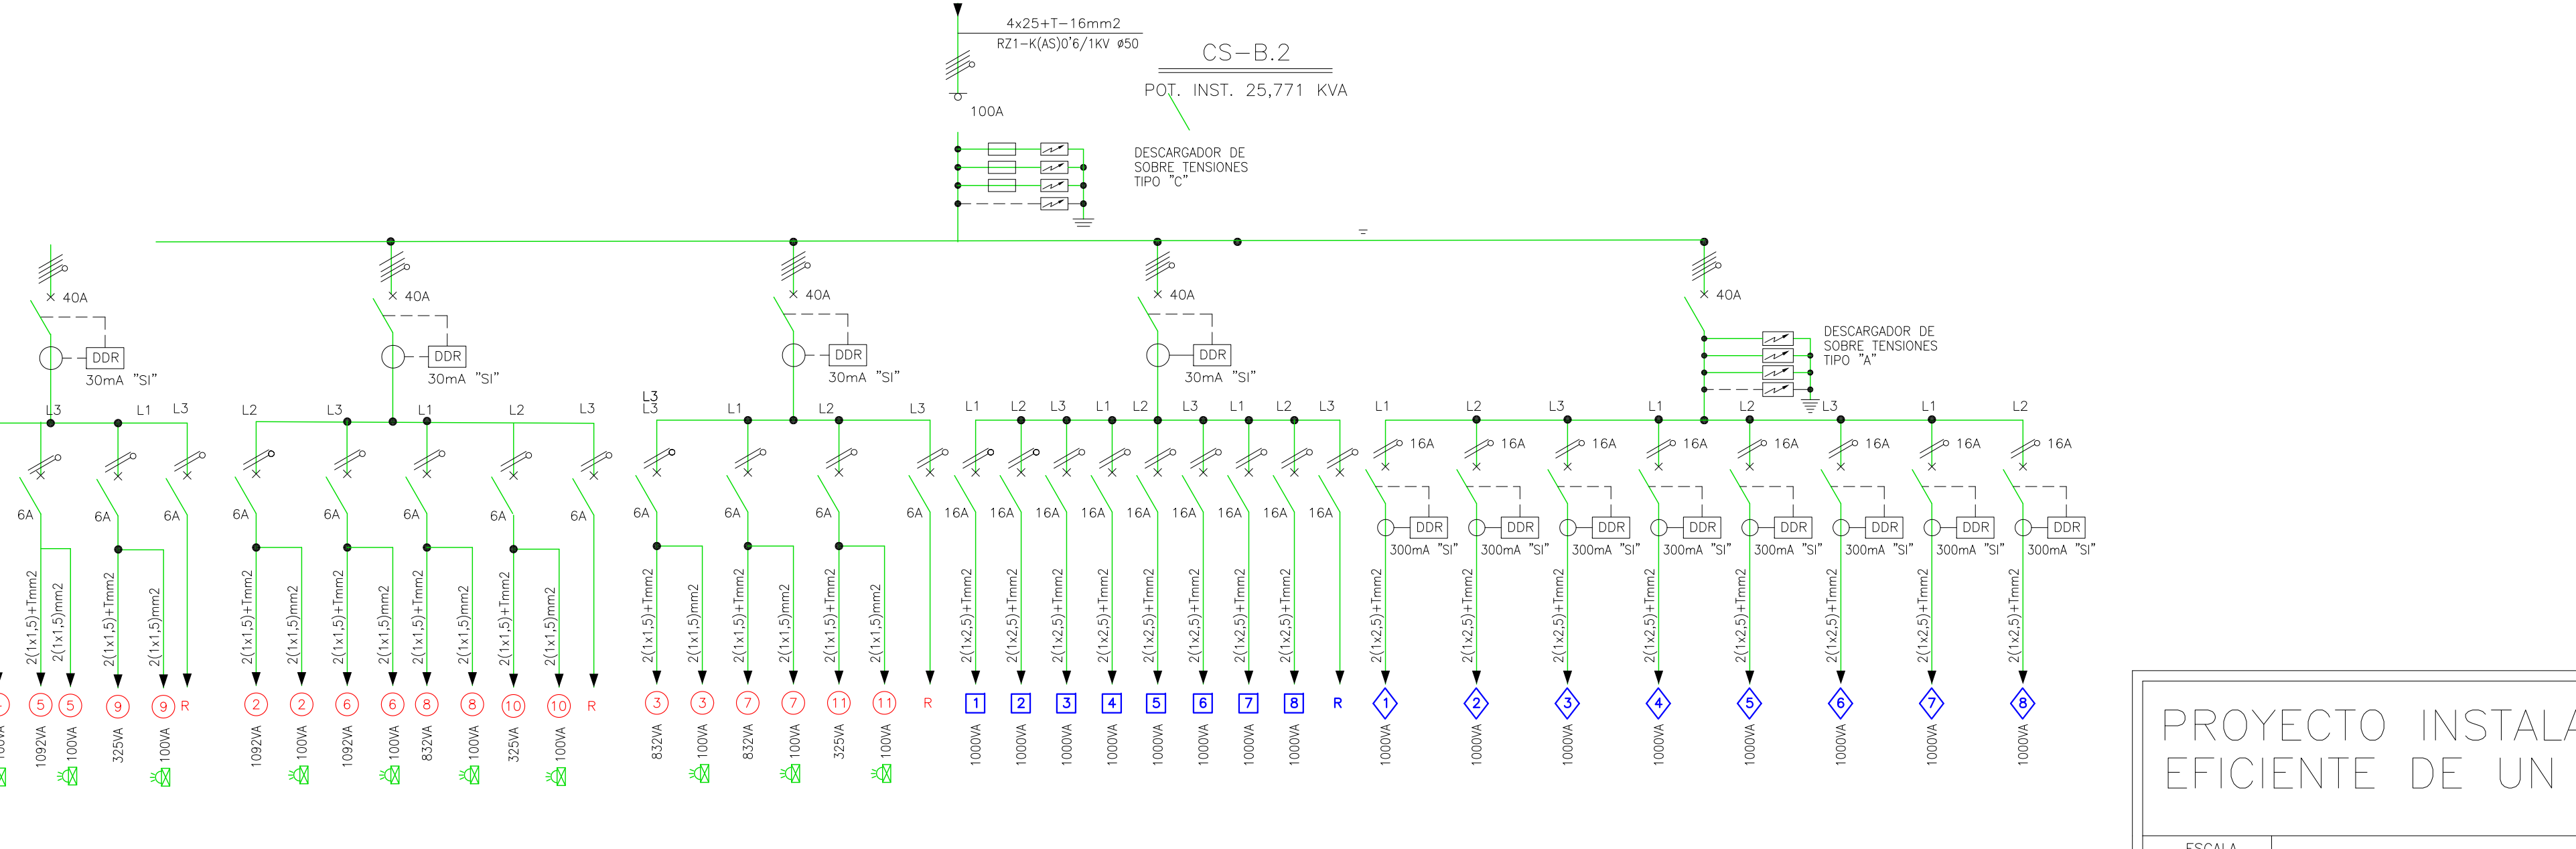 4x25+T-16mm2
RZ1-K(AS)0'6/1KV ø50
CS-B.2
POT. INST. 25,771 KVA
100A
DESCARGADOR DE
SOBRE TENSIONES
TIPO "C"
40A 40A 40A 40A 40A
DESCARGADOR DE
SOBRE TENSIONES
TIPO "A"
DDR DDR DDR DDR
30mA "SI" 30mA "SI" 30mA "SI" 30mA "SI"
L3
L3 L1 L3 L2 L3 L1 L2 L3 L3 L1 L2 L3 L1 L2 L3 L1 L2 L3 L1 L2 L3 L1 L2 L3 L1 L2 L3 L1 L2
16A 16A 16A 16A 16A 16A 16A 16A
6A 6A 6A 6A 6A 6A 6A 6A 6A 6A 6A 6A 16A 16A 16A 16A 16A 16A 16A 16A 16A
DDR DDR DDR DDR DDR DDR DDR DDR
300mA "SI" 300mA "SI" 300mA "SI" 300mA "SI" 300mA "SI" 300mA "SI" 300mA "SI" 300mA "SI"
2(1x1,5)+Tmm2 2(1x1,5)mm2 2(1x1,5)+Tmm2 2(1x1,5)mm2 2(1x1,5)+Tmm2 2(1x1,5)mm2 2(1x1,5)+Tmm2 2(1x1,5)mm2 2(1x1,5)+Tmm2 2(1x1,5)mm2 2(1x1,5)+Tmm2 2(1x1,5)mm2 2(1x1,5)+Tmm2 2(1x1,5)mm2 2(1x1,5)+Tmm2 2(1x1,5)mm2 2(1x1,5)+Tmm2 2(1x1,5)mm2 2(1x2,5)+Tmm2 2(1x2,5)+Tmm2 2(1x2,5)+Tmm2 2(1x2,5)+Tmm2 2(1x2,5)+Tmm2 2(1x2,5)+Tmm2 2(1x2,5)+Tmm2 2(1x2,5)+Tmm2 2(1x2,5)+Tmm2 2(1x2,5)+Tmm2 2(1x2,5)+Tmm2 2(1x2,5)+Tmm2 2(1x2,5)+Tmm2 2(1x2,5)+Tmm2 2(1x2,5)+Tmm2 2(1x2,5)+Tmm2
5 5 9 9 R 2 2 6 6 8 8 10 10 R 3 3 7 7 11 11 R 1 2 3 4 5 6 7 8 R 1 2 3 4 5 6 7 8
100VA 1092VA 100VA 325VA 100VA 1092VA 100VA 1092VA 100VA 832VA 100VA 325VA 100VA 832VA 100VA 832VA 100VA 325VA 100VA 1000VA 1000VA 1000VA 1000VA 1000VA 1000VA 1000VA 1000VA 1000VA 1000VA 1000VA 1000VA 1000VA 1000VA 1000VA 1000VA
PROYECTO INSTALA
EFICIENTE DE UN
ESCALA